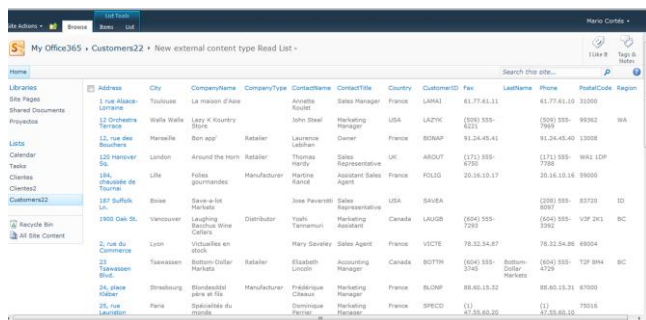 List Tools
Site Actions
Browse
Items
List
Mario Cortés
My Office365 ▸ Customers22 ▸ New external content type Read List
I Like It
Tags & Notes
Home
Search this site...
Libraries
Site Pages
Shared Documents
Proyectos
Lists
Calendar
Tasks
Clientes
Clientes2
Customers22
Recycle Bin
All Site Content
Address City CompanyName CompanyType ContactName ContactTitle Country CustomerID Fax LastName Phone PostalCode Region
1 rue Alsace- Toulouse La maison d'Asie Annette Sales Manager France LAMAI 61.77.61.11 61.77.61.10 31000
Lorraine Roulet
12 Orchestra Walla Walla Lazy K Kountry John Steel Marketing USA LAZYK (509) 555- (509) 555- 99362 WA
Terrace Store Manager 6221 7969
12, rue des Marseille Bon app' Retailer Laurence Owner France BONAP 91.24.45.41 91.24.45.40 13008
Bouchers Lebihan
120 Hanover London Around the Horn Retailer Thomas Sales UK AROUT (171) 555- (171) 555- WA1 1DP
Sq. Hardy Representative 6750 7788
184, Lille Folies Manufacturer Martine Assistant Sales France FOLIG 20.16.10.17 20.16.10.16 59000
chaussée de gourmandes Rancé Agent
Tournai
187 Suffolk Boise Save-a-lot Jose Pavarotti Sales USA SAVEA (208) 555- 83720 ID
Ln. Markets Representative 8097
1900 Oak St. Vancouver Laughing Distributor Yoshi Marketing Canada LAUGB (604) 555- (604) 555- V3F 2K1 BC
Bacchus Wine Tannamuri Assistant 7293 3392
Cellars
2, rue du Lyon Victuailles en Mary Saveley Sales Agent France VICTE 78.32.54.87 78.32.54.86 69004
Commerce stock
23 Tsawassen Bottom-Dollar Retailer Elizabeth Accounting Canada BOTTM (604) 555- Bottom- (604) 555- T2F 8M4 BC
Tsawassen Markets Lincoln Manager 3745 Dollar 4729
Blvd. Markets
24, place Strasbourg Blondesddsl Manufacturer Frédérique Marketing France BLONP 88.60.15.32 88.60.15.31 67000
Kléber père et fils Citeaux Manager
25, rue Paris Spécialités du Dominique Marketing France SPECD (1) (1) 75016
Lauriston monde Perrier Manager 47.55.60.20 47.55.60.10